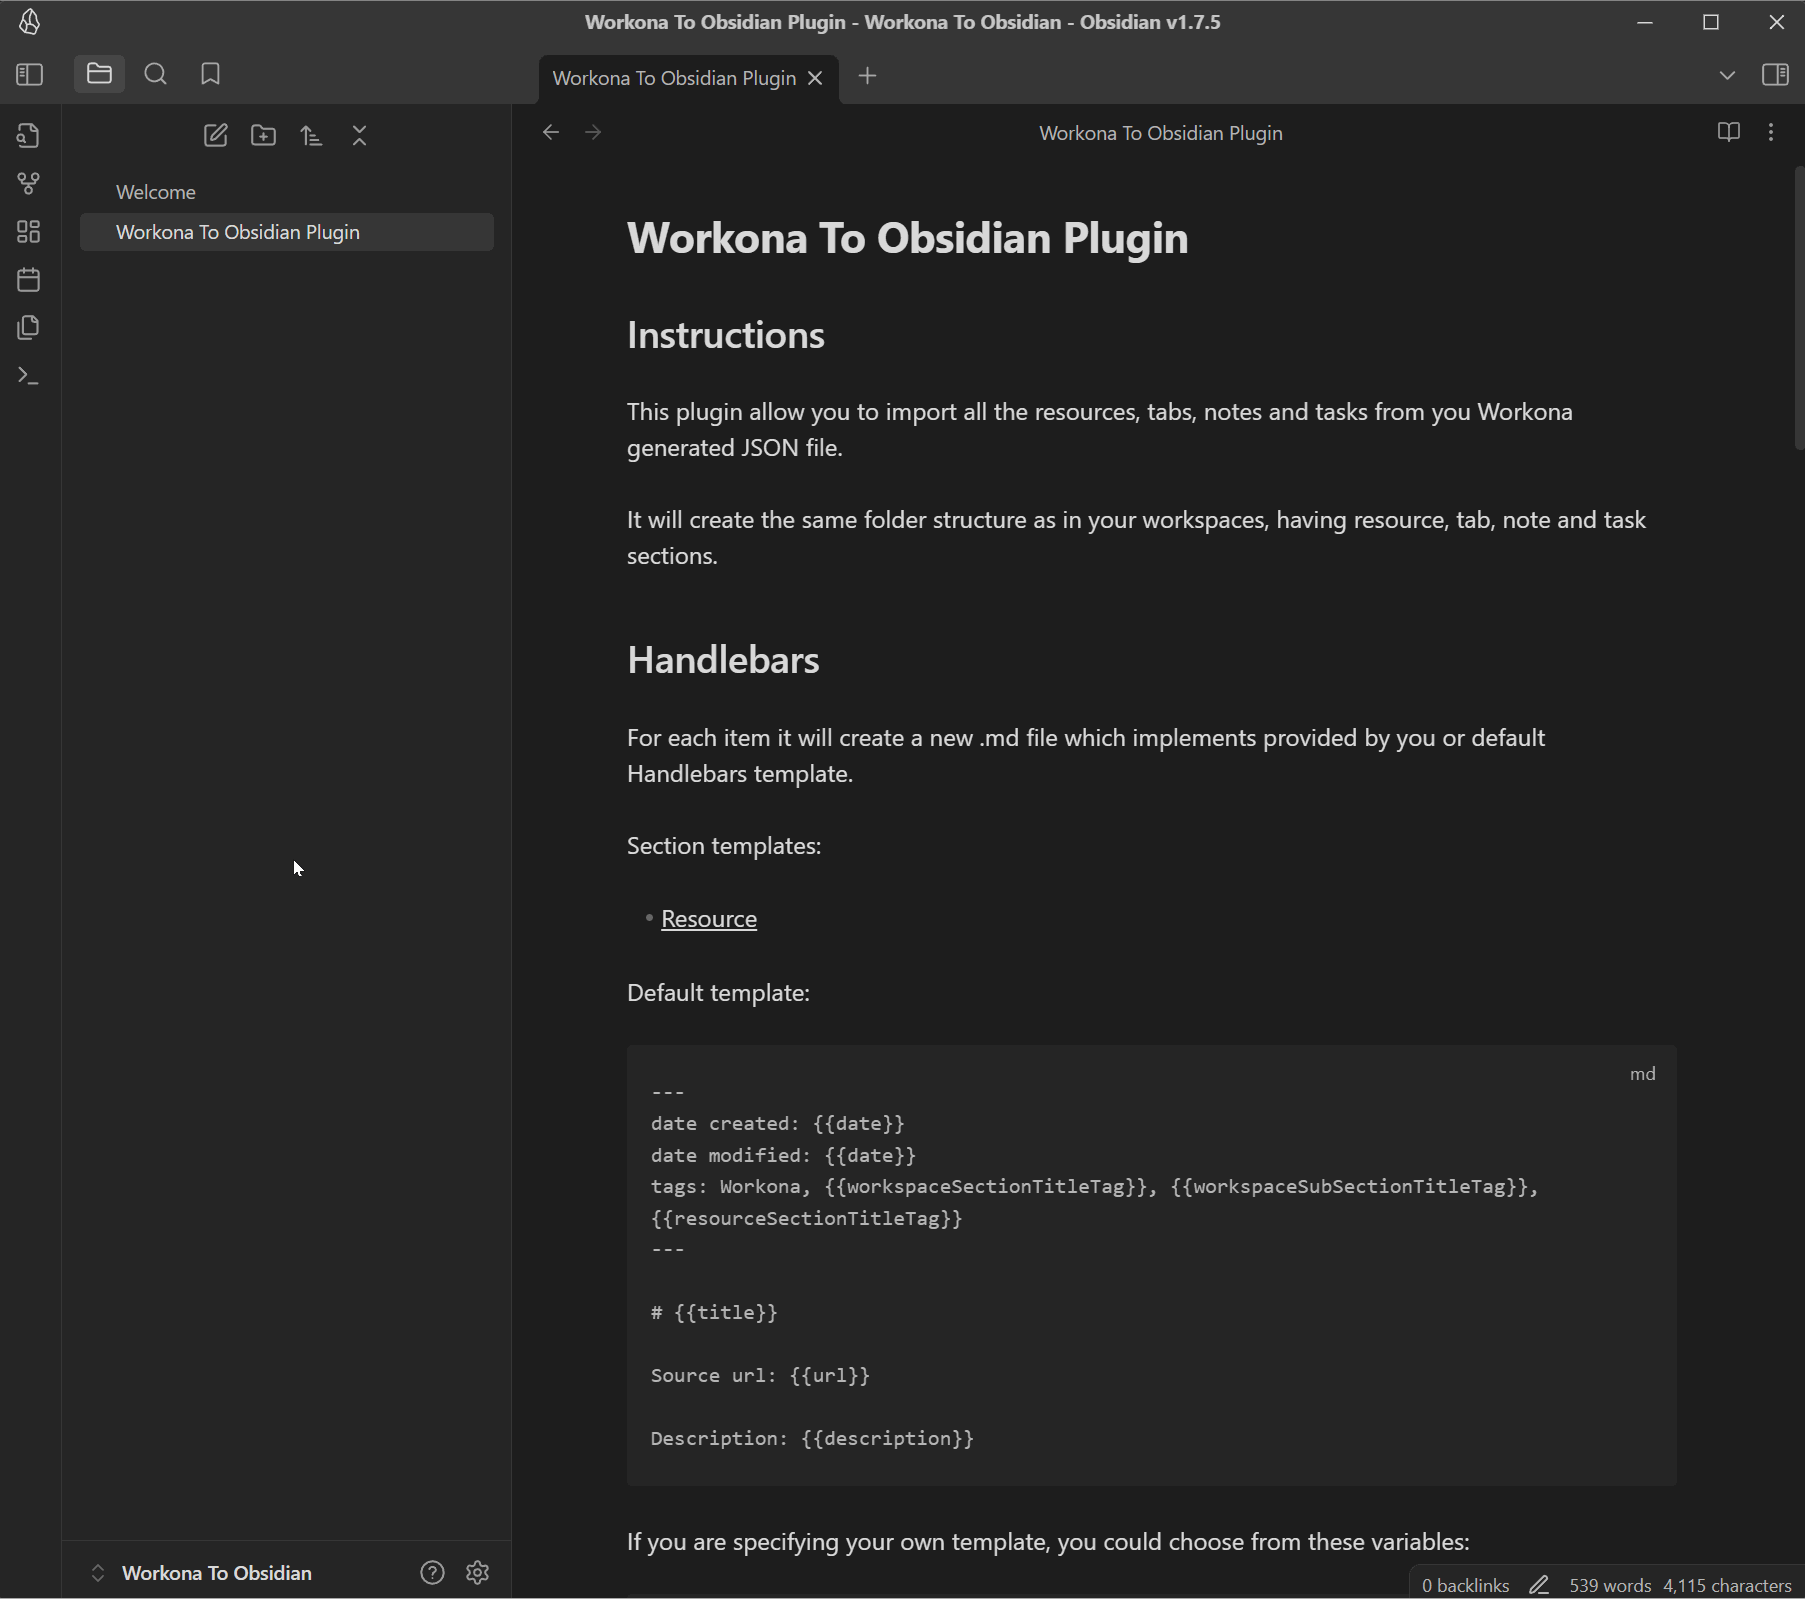 Workona To Obsidian Plugin - Workona To Obsidian - Obsidian v1.7.5
Workona To Obsidian Plugin
Workona To Obsidian Plugin
Welcome
Workona To Obsidian Plugin
Workona To Obsidian Plugin
Instructions
This plugin allow you to import all the resources, tabs, notes and tasks from you Workona
generated JSON file.
It will create the same folder structure as in your workspaces, having resource, tab, note and task
sections.
Handlebars
For each item it will create a new .md file which implements provided by you or default
Handlebars template.
Section templates:
• Resource
Default template:
md
---
date created: {{date}}
date modified: {{date}}
tags: Workona, {{workspaceSectionTitleTag}}, {{workspaceSubSectionTitleTag}},
{{resourceSectionTitleTag}}
---
# {{title}}
Source url: {{url}}
Description: {{description}}
If you are specifying your own template, you could choose from these variables:
Workona To Obsidian
0 backlinks 539 words 4,115 characters